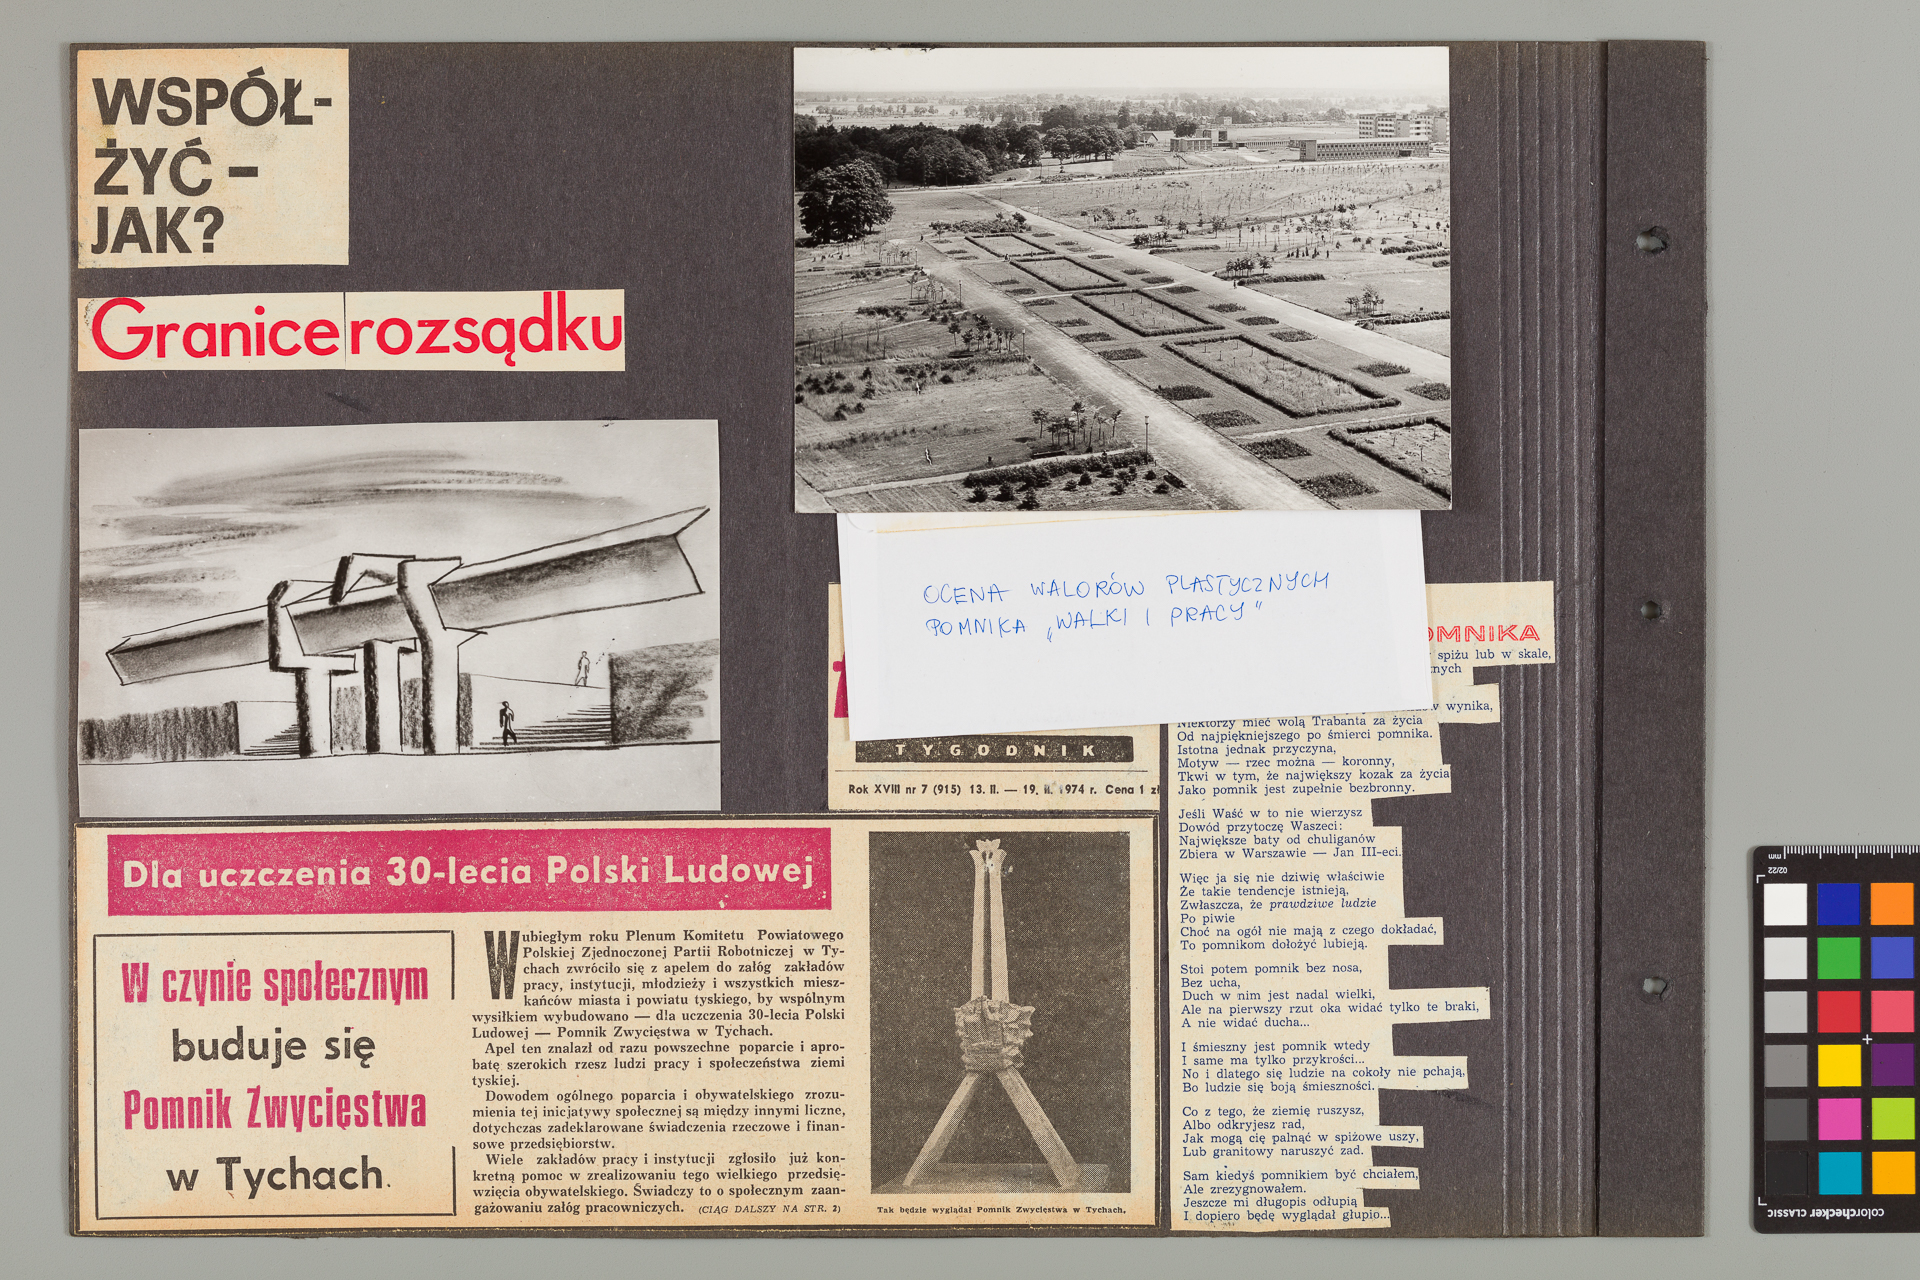 WSPÓŁ-
ŻYĆ –
JAK?
Granice rozsądku
OCENA WALORÓW PLASTYCZNYCH
POMNIKA „WALKI I PRACY"
TYGODNIK
Rok XVIII nr 7 (915) 13. II. — 19. II. 1974 r. Cena 1 zł
Dla uczczenia 30-lecia Polski Ludowej
W czynie społecznym
buduje się
Pomnik Zwycięstwa
w Tychach.
W ubiegłym roku Plenum Komitetu Powiatowego
Polskiej Zjednoczonej Partii Robotniczej w Ty-
chach zwróciło się z apelem do załóg zakładów
pracy, instytucji, młodzieży i wszystkich miesz-
kańców miasta i powiatu tyskiego, by wspólnym
wysiłkiem wybudowano — dla uczczenia 30-lecia Polski
Ludowej — Pomnik Zwycięstwa w Tychach.
Apel ten znalazł od razu powszechne poparcie i apro-
batę szerokich rzesz ludzi pracy i społeczeństwa ziemi
tyskiej.
Dowodem ogólnego poparcia i obywatelskiego zrozu-
mienia tej inicjatywy społecznej są między innymi liczne,
dotychczas zadeklarowane świadczenia rzeczowe i finan-
sowe przedsiębiorstw.
Wiele zakładów pracy i instytucji zgłosiło już kon-
kretną pomoc w zrealizowaniu tego wielkiego przedsię-
wzięcia obywatelskiego. Świadczy to o społecznym zaan-
gażowaniu załóg pracowniczych. (CIĄG DALSZY NA STR. 2)
Tak będzie wyglądał Pomnik Zwycięstwa w Tychach.
OMNIKA
spiżu lub w skale,
wynika,
Niektórzy mieć wolą Trabanta za życia
Od najpiękniejszego po śmierci pomnika.
Istotna jednak przyczyna,
Motyw — rzec można — koronny,
Tkwi w tym, że największy kozak za życia
Jako pomnik jest zupełnie bezbronny.
Jeśli Waść w to nie wierzysz
Dowód przytoczę Waszeci:
Największe baty od chuliganów
Zbiera w Warszawie — Jan III-eci.
Więc ja się nie dziwię właściwie
Że takie tendencje istnieją,
Zwłaszcza, że prawdziwe ludzie
Po piwie
Choć na ogół nie mają z czego dokładać,
To pomnikom dołożyć lubieją.
Stoi potem pomnik bez nosa,
Bez ucha,
Duch w nim jest nadal wielki,
Ale na pierwszy rzut oka widać tylko te braki,
A nie widać ducha...
I śmieszny jest pomnik wtedy
I same ma tylko przykrości...
No i dlatego się ludzie na cokoły nie pchają,
Bo ludzie się boją śmieszności.
Co z tego, że ziemię ruszysz,
Albo odkryjesz rad,
Jak mogą cię palnąć w spiżowe uszy,
Lub granitowy naruszyć zad.
Sam kiedyś pomnikiem być chciałem,
Ale zrezygnowałem.
Jeszcze mi długopis odłupią
I dopiero będę wyglądał głupio...
mm
02/22
colorchecker CLASSIC